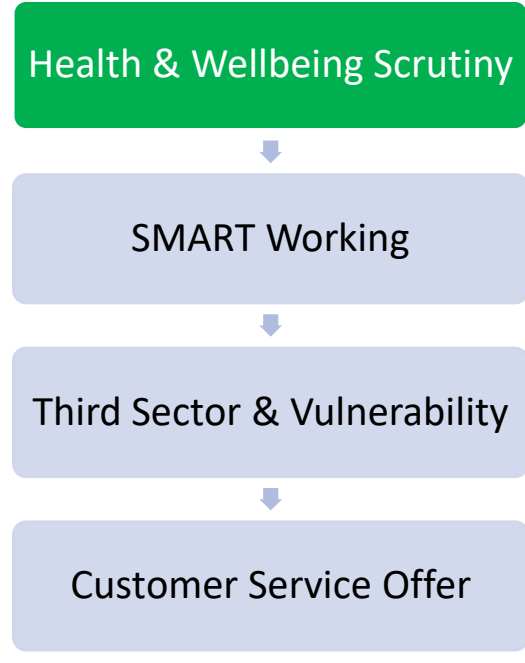 Health & Wellbeing Scrutiny
SMART Working
Third Sector & Vulnerability
Customer Service Offer